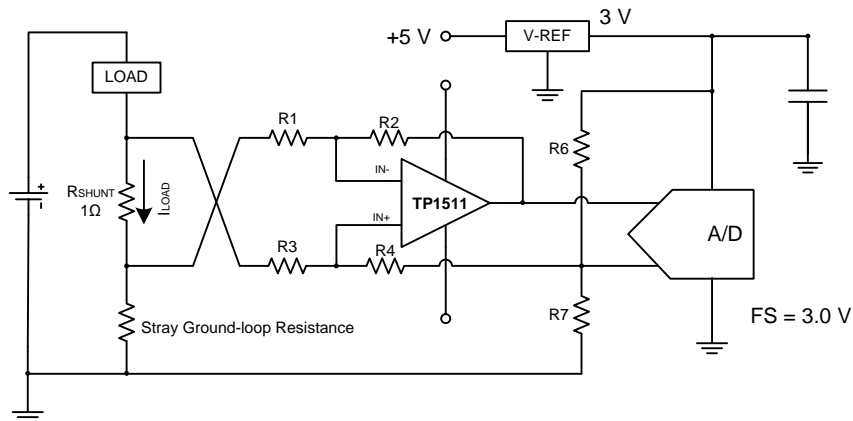 3 V
+5 V
V-REF
LOAD
R1
R2
R6
IN-
RSHUNT
1Ω
ILOAD
TP1511
A/D
IN+
R3
R4
R7
FS = 3.0 V
Stray Ground-loop Resistance